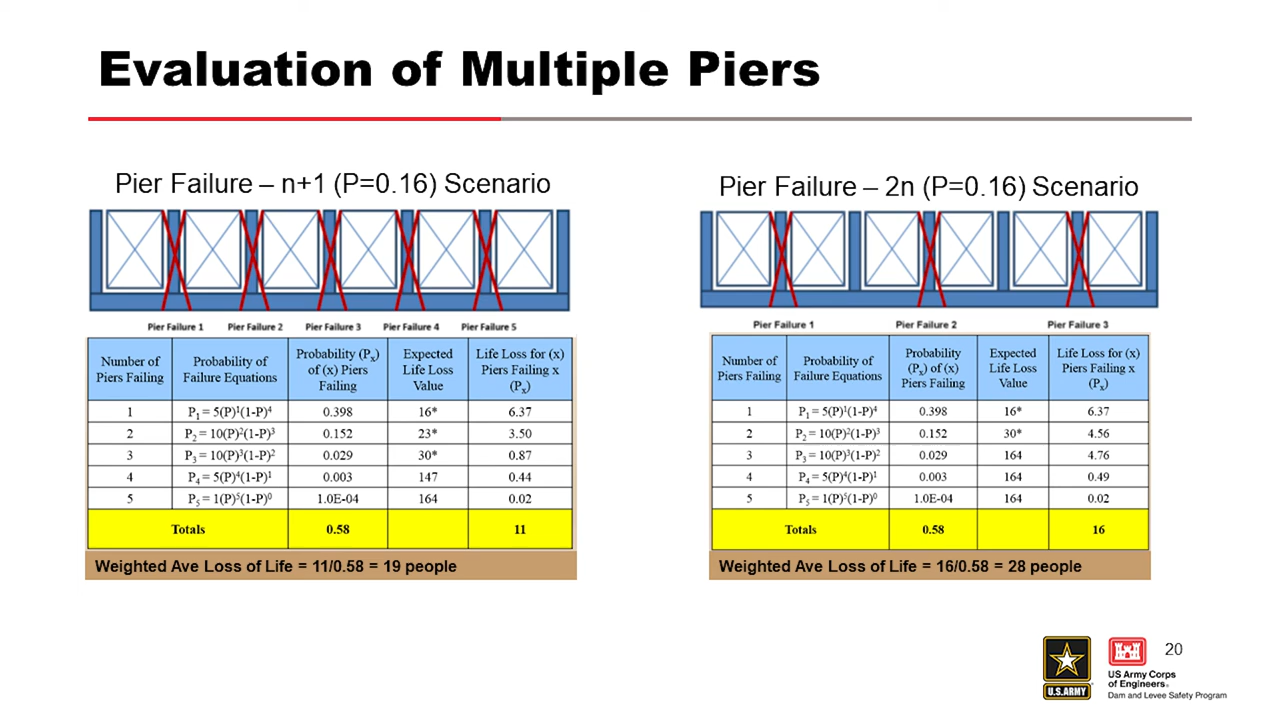 Evaluation of Multiple Piers
Pier Failure – n+1 (P=0.16) Scenario
Pier Failure 1 Pier Failure 2 Pier Failure 3 Pier Failure 4 Pier Failure 5
Number of Piers Failing Probability of Failure Equations Probability (Px) of (x) Piers Failing Expected Life Loss Value Life Loss for (x) Piers Failing x (Px)
1 P₁ = 5(P)¹(1-P)⁴ 0.398 16* 6.37
2 P₂ = 10(P)²(1-P)³ 0.152 23* 3.50
3 P₃ = 10(P)³(1-P)² 0.029 30* 0.87
4 P₄ = 5(P)⁴(1-P)¹ 0.003 147 0.44
5 P₅ = 1(P)⁵(1-P)⁰ 1.0E-04 164 0.02
Totals 0.58 11
Weighted Ave Loss of Life = 11/0.58 = 19 people
Pier Failure – 2n (P=0.16) Scenario
Pier Failure 1 Pier Failure 2 Pier Failure 3
Number of Piers Failing Probability of Failure Equations Probability (Px) of (x) Piers Failing Expected Life Loss Value Life Loss for (x) Piers Failing x (Px)
1 P₁ = 5(P)¹(1-P)⁴ 0.398 16* 6.37
2 P₂ = 10(P)²(1-P)³ 0.152 30* 4.56
3 P₃ = 10(P)³(1-P)² 0.029 164 4.76
4 P₄ = 5(P)⁴(1-P)¹ 0.003 164 0.49
5 P₅ = 1(P)⁵(1-P)⁰ 1.0E-04 164 0.02
Totals 0.58 16
Weighted Ave Loss of Life = 16/0.58 = 28 people
U.S.ARMY
US Army Corps
of Engineers®
Dam and Levee Safety Program
20